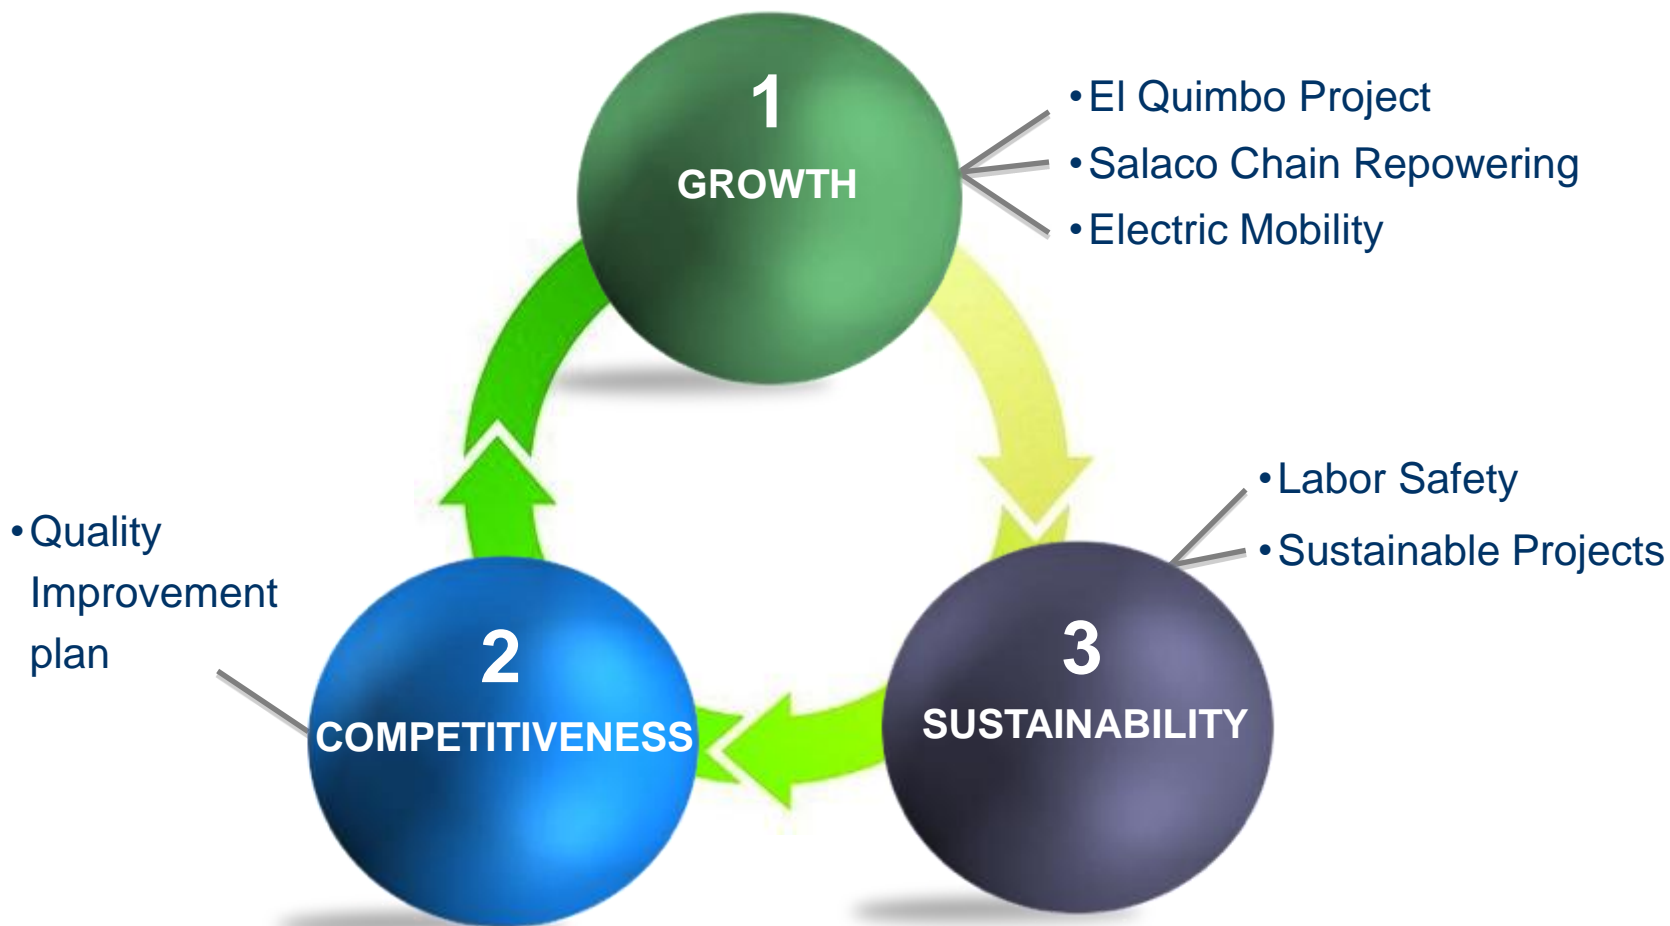 1
GROWTH
•El Quimbo Project
•Salaco Chain Repowering
•Electric Mobility
•Quality
Improvement
plan
2
COMPETITIVENESS
3
SUSTAINABILITY
•Labor Safety
•Sustainable Projects